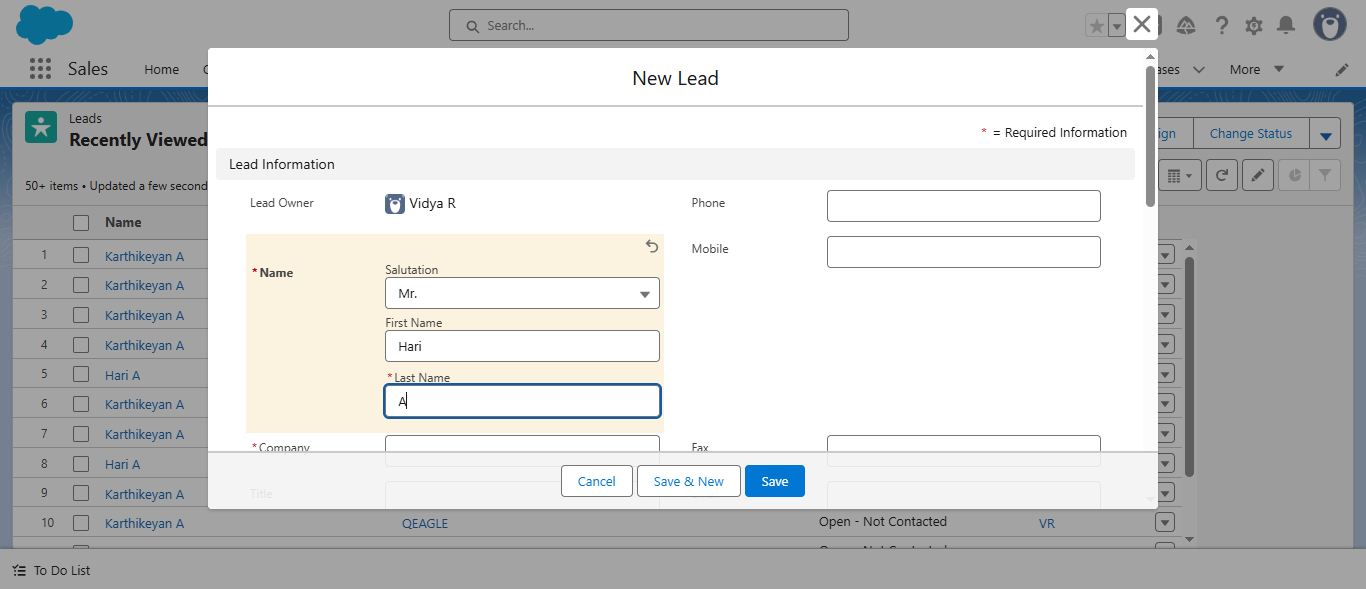 Search...
Sales
Home
ases
More
Leads
Recently Viewed
ign
Change Status
50+ items • Updated a few second
Name
1 Karthikeyan A
2 Karthikeyan A
3 Karthikeyan A
4 Karthikeyan A
5 Hari A
6 Karthikeyan A
7 Karthikeyan A
8 Hari A
9 Karthikeyan A
10 Karthikeyan A QEAGLE Open - Not Contacted VR
New Lead
* = Required Information
Lead Information
Lead Owner Vidya R Phone
Mobile
* Name
Salutation
Mr.
First Name
Hari
* Last Name
A
* Company Fax
Title
Cancel Save & New Save
To Do List